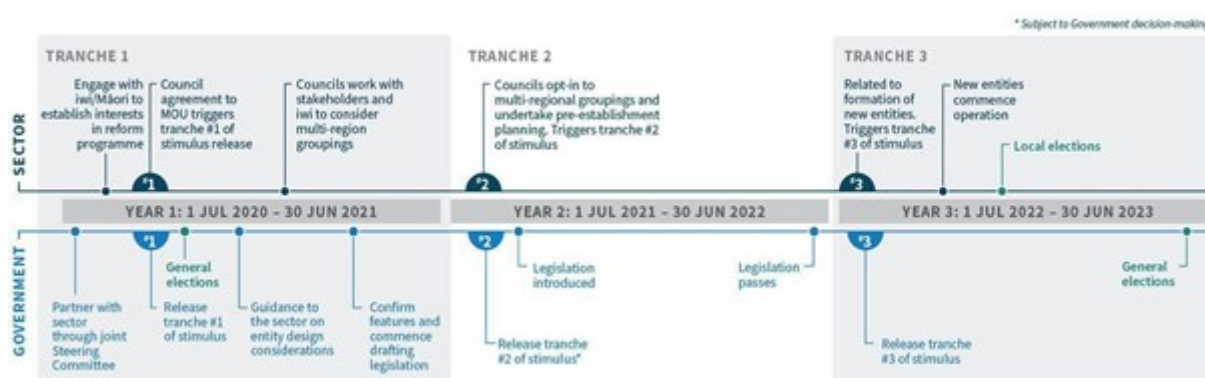 * Subject to Government decision-making
TRANCHE 1
TRANCHE 2
TRANCHE 3
SECTOR
Engage with
iwi/Māori to
establish interests
in reform
programme
Council
agreement to
MOU triggers
tranche #1 of
stimulus release
Councils work with
stakeholders and
iwi to consider
multi-region
groupings
Councils opt-in to
multi-regional groupings and
undertake pre-establishment
planning. Triggers tranche #2
of stimulus
Related to
formation of
new entities.
Triggers tranche
#3 of stimulus
New entities
commence
operation
Local elections
#1
#2
#3
YEAR 1: 1 JUL 2020 – 30 JUN 2021
YEAR 2: 1 JUL 2021 – 30 JUN 2022
YEAR 3: 1 JUL 2022 – 30 JUN 2023
GOVERNMENT
#1
#2
#3
Partner with
sector
through joint
Steering
Committee
Release
tranche #1
of stimulus
General
elections
Guidance to
the sector on
entity design
considerations
Confirm
features and
commence
drafting
legislation
Release tranche
#2 of stimulus*
Legislation
introduced
Legislation
passes
Release tranche
#3 of stimulus
General
elections